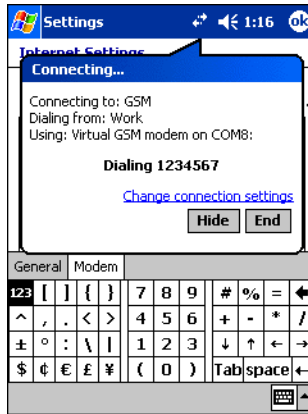 Settings 1:16 ok
Internet Settings
Connecting...
Connecting to: GSM
Dialing from: Work
Using: Virtual GSM modem on COM8:
Dialing 1234567
Change connection settings
Hide End
General Modem
123 [ ] { } 7 8 9 # % =
^ , . < > 4 5 6 + - * /
± ° : \ | 1 2 3 ↓ ↑ ← →
$ ¢ € £ ¥ ( 0 ) Tab space